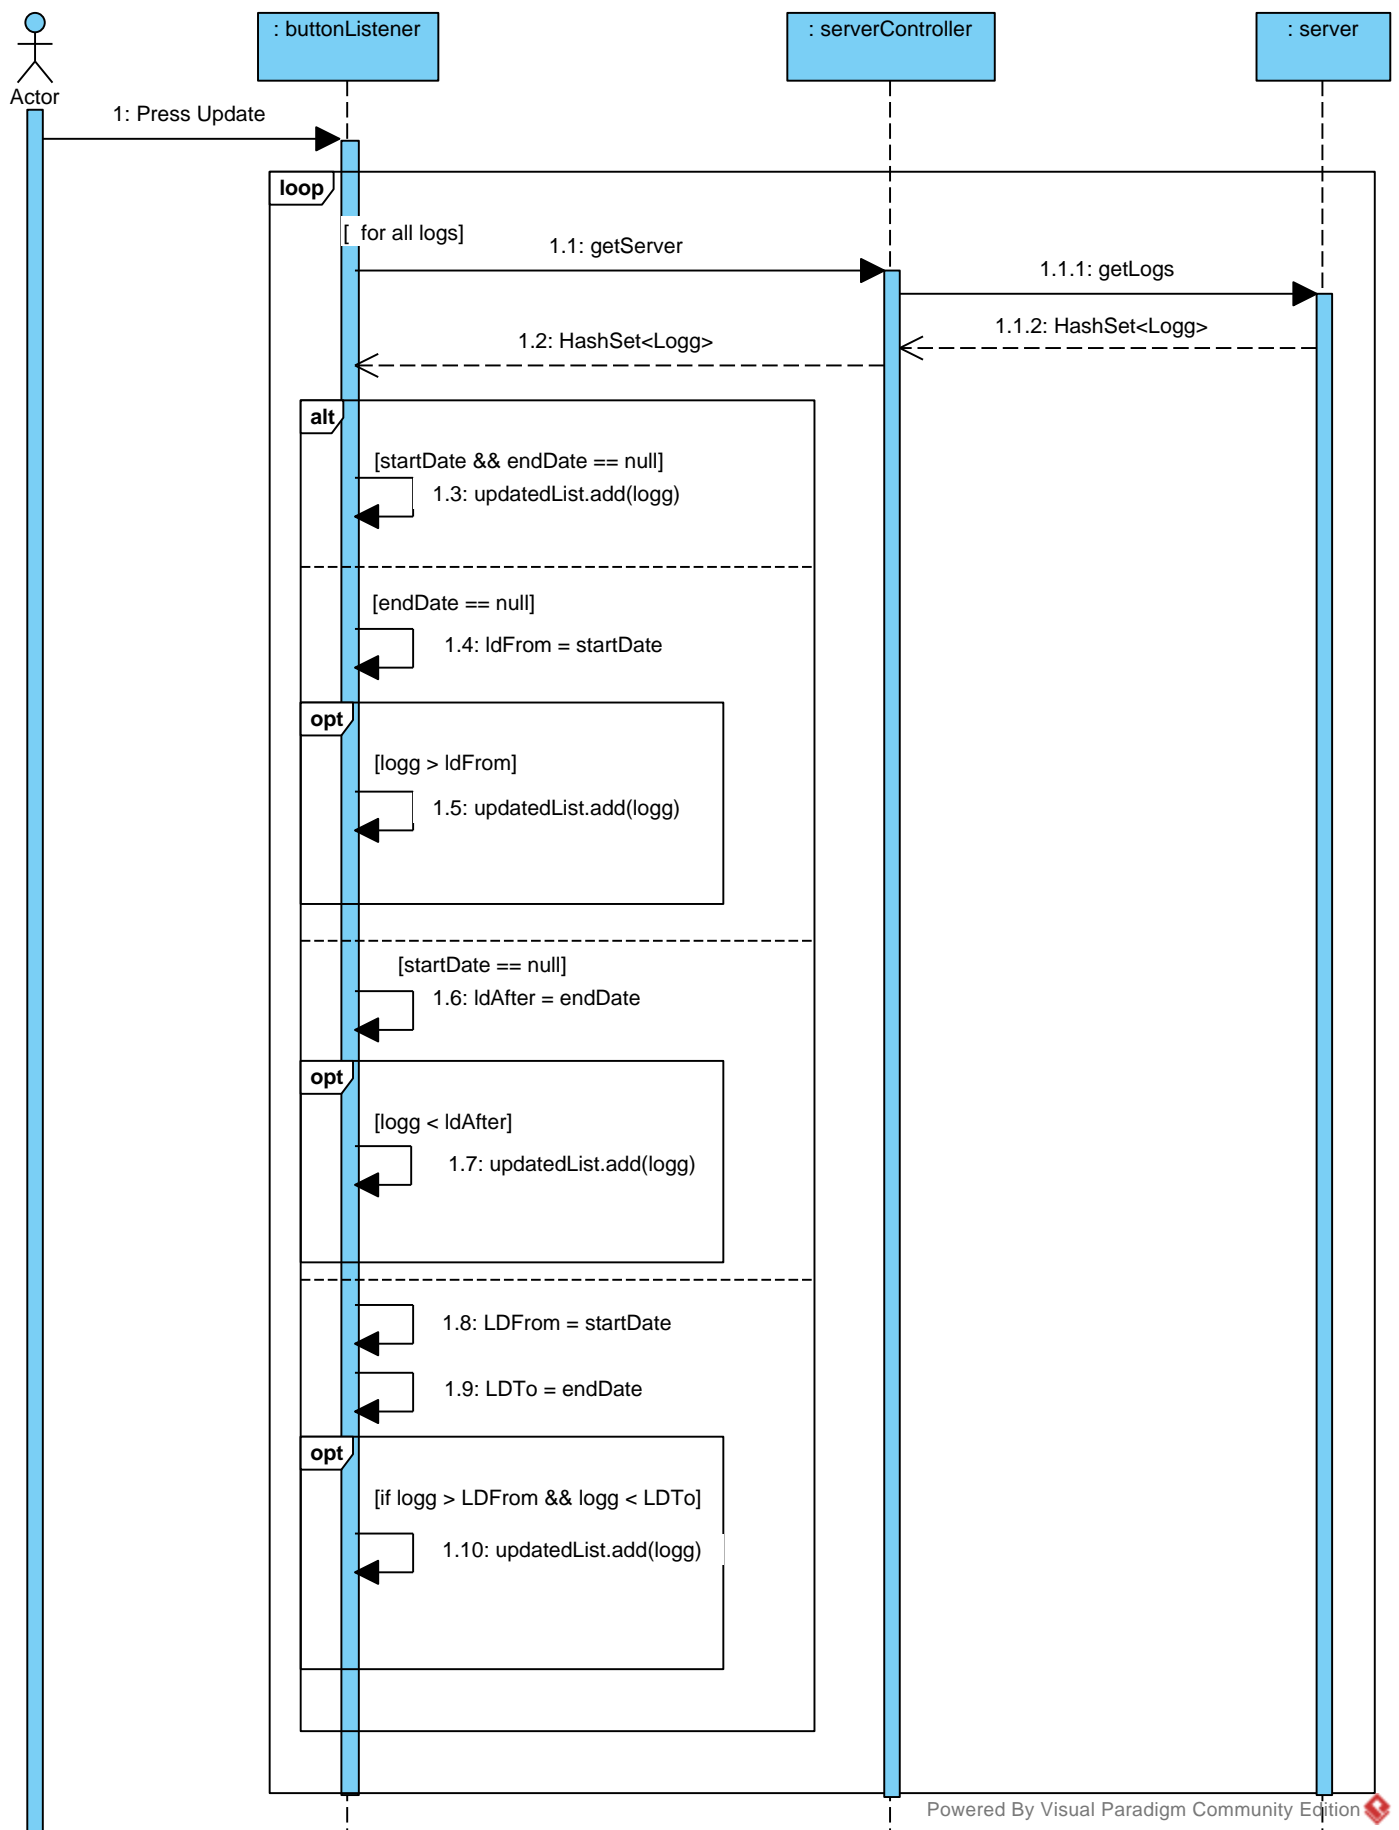 : buttonListener
: serverController
: server
Actor
1: Press Update
loop
[ for all logs]
1.1: getServer
1.1.1: getLogs
1.1.2: HashSet<Logg>
1.2: HashSet<Logg>
alt
[startDate && endDate == null]
1.3: updatedList.add(logg)
[endDate == null]
1.4: ldFrom = startDate
opt
[logg > ldFrom]
1.5: updatedList.add(logg)
[startDate == null]
1.6: ldAfter = endDate
opt
[logg < ldAfter]
1.7: updatedList.add(logg)
1.8: LDFrom = startDate
1.9: LDTo = endDate
opt
[if logg > LDFrom && logg < LDTo]
1.10: updatedList.add(logg)
Powered By Visual Paradigm Community Edition